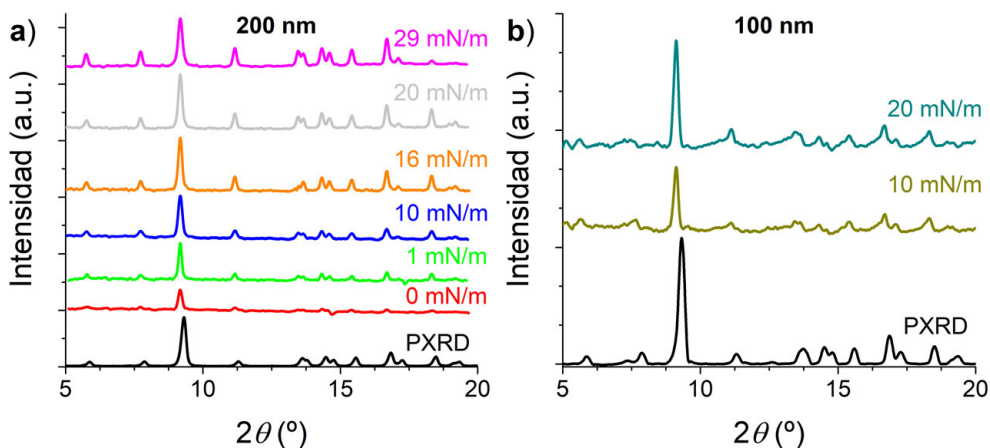 a)
200 nm
Intensidad (a.u.)
29 mN/m
20 mN/m
16 mN/m
10 mN/m
1 mN/m
0 mN/m
PXRD
5 10 15 20
2θ (º)
b)
100 nm
Intensidad (a.u.)
20 mN/m
10 mN/m
PXRD
5 10 15 20
2θ (º)